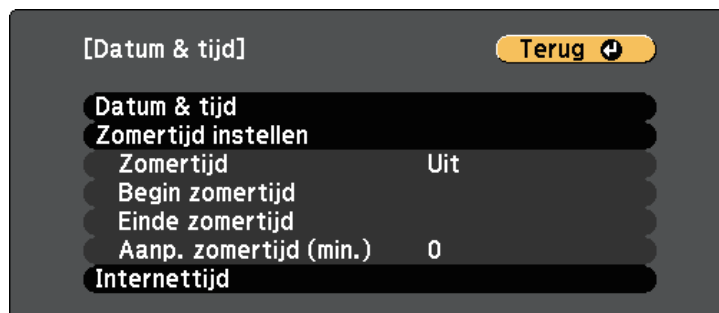 [Datum & tijd] Terug
Datum & tijd
Zomertijd instellen
Zomertijd Uit
Begin zomertijd
Einde zomertijd
Aanp. zomertijd (min.) 0
Internettijd